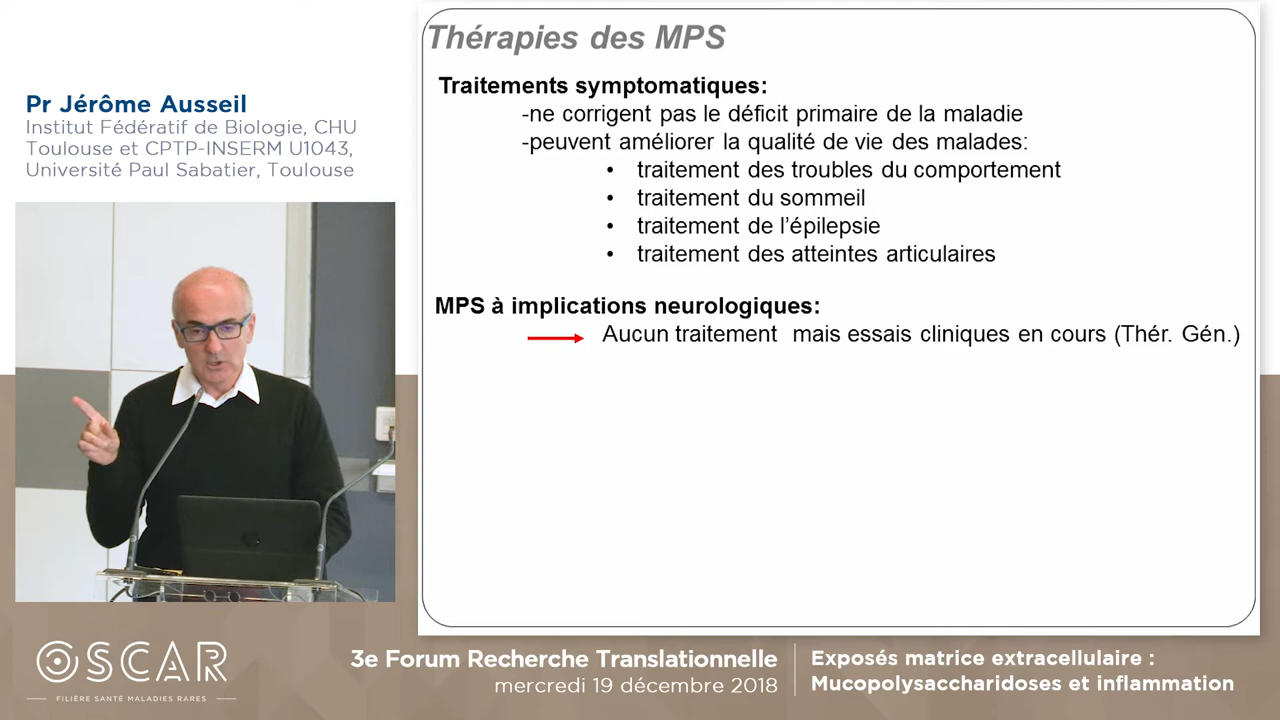 Thérapies des MPS
Traitements symptomatiques:
-ne corrigent pas le déficit primaire de la maladie
-peuvent améliorer la qualité de vie des malades:
• traitement des troubles du comportement
• traitement du sommeil
• traitement de l'épilepsie
• traitement des atteintes articulaires
MPS à implications neurologiques:
Aucun traitement mais essais cliniques en cours (Thér. Gén.)
Pr Jérôme Ausseil
Institut Fédératif de Biologie, CHU
Toulouse et CPTP-INSERM U1043,
Université Paul Sabatier, Toulouse
OSCAR
FILIÈRE SANTÉ MALADIES RARES
3e Forum Recherche Translationnelle
mercredi 19 décembre 2018
Exposés matrice extracellulaire :
Mucopolysaccharidoses et inflammation